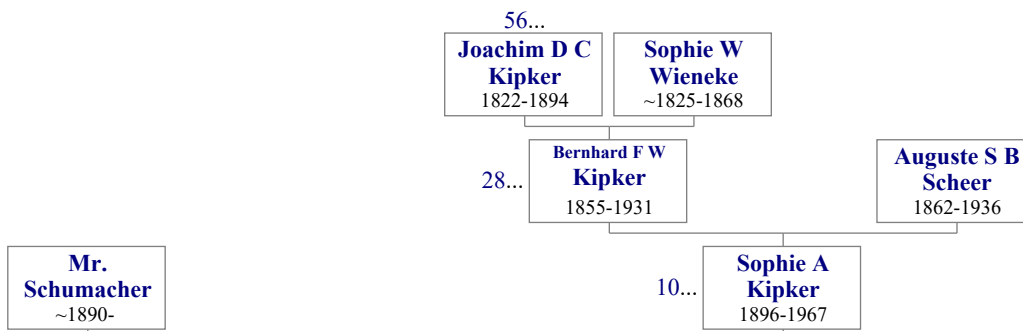 56...
Joachim D C
Kipker
1822-1894
Sophie W
Wieneke
~1825-1868
28...
Bernhard F W
Kipker
1855-1931
Auguste S B
Scheer
1862-1936
Mr.
Schumacher
~1890-
10...
Sophie A
Kipker
1896-1967